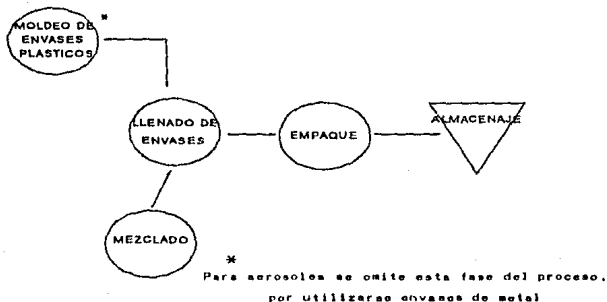 MOLDEO DE *
ENVASES
PLASTICOS
LLENADO DE
ENVASES
EMPAQUE
ALMACENAJE
MEZCLADO
*
Para aerosoles se omite esta fase del proceso,
por utilizarse envases de metal